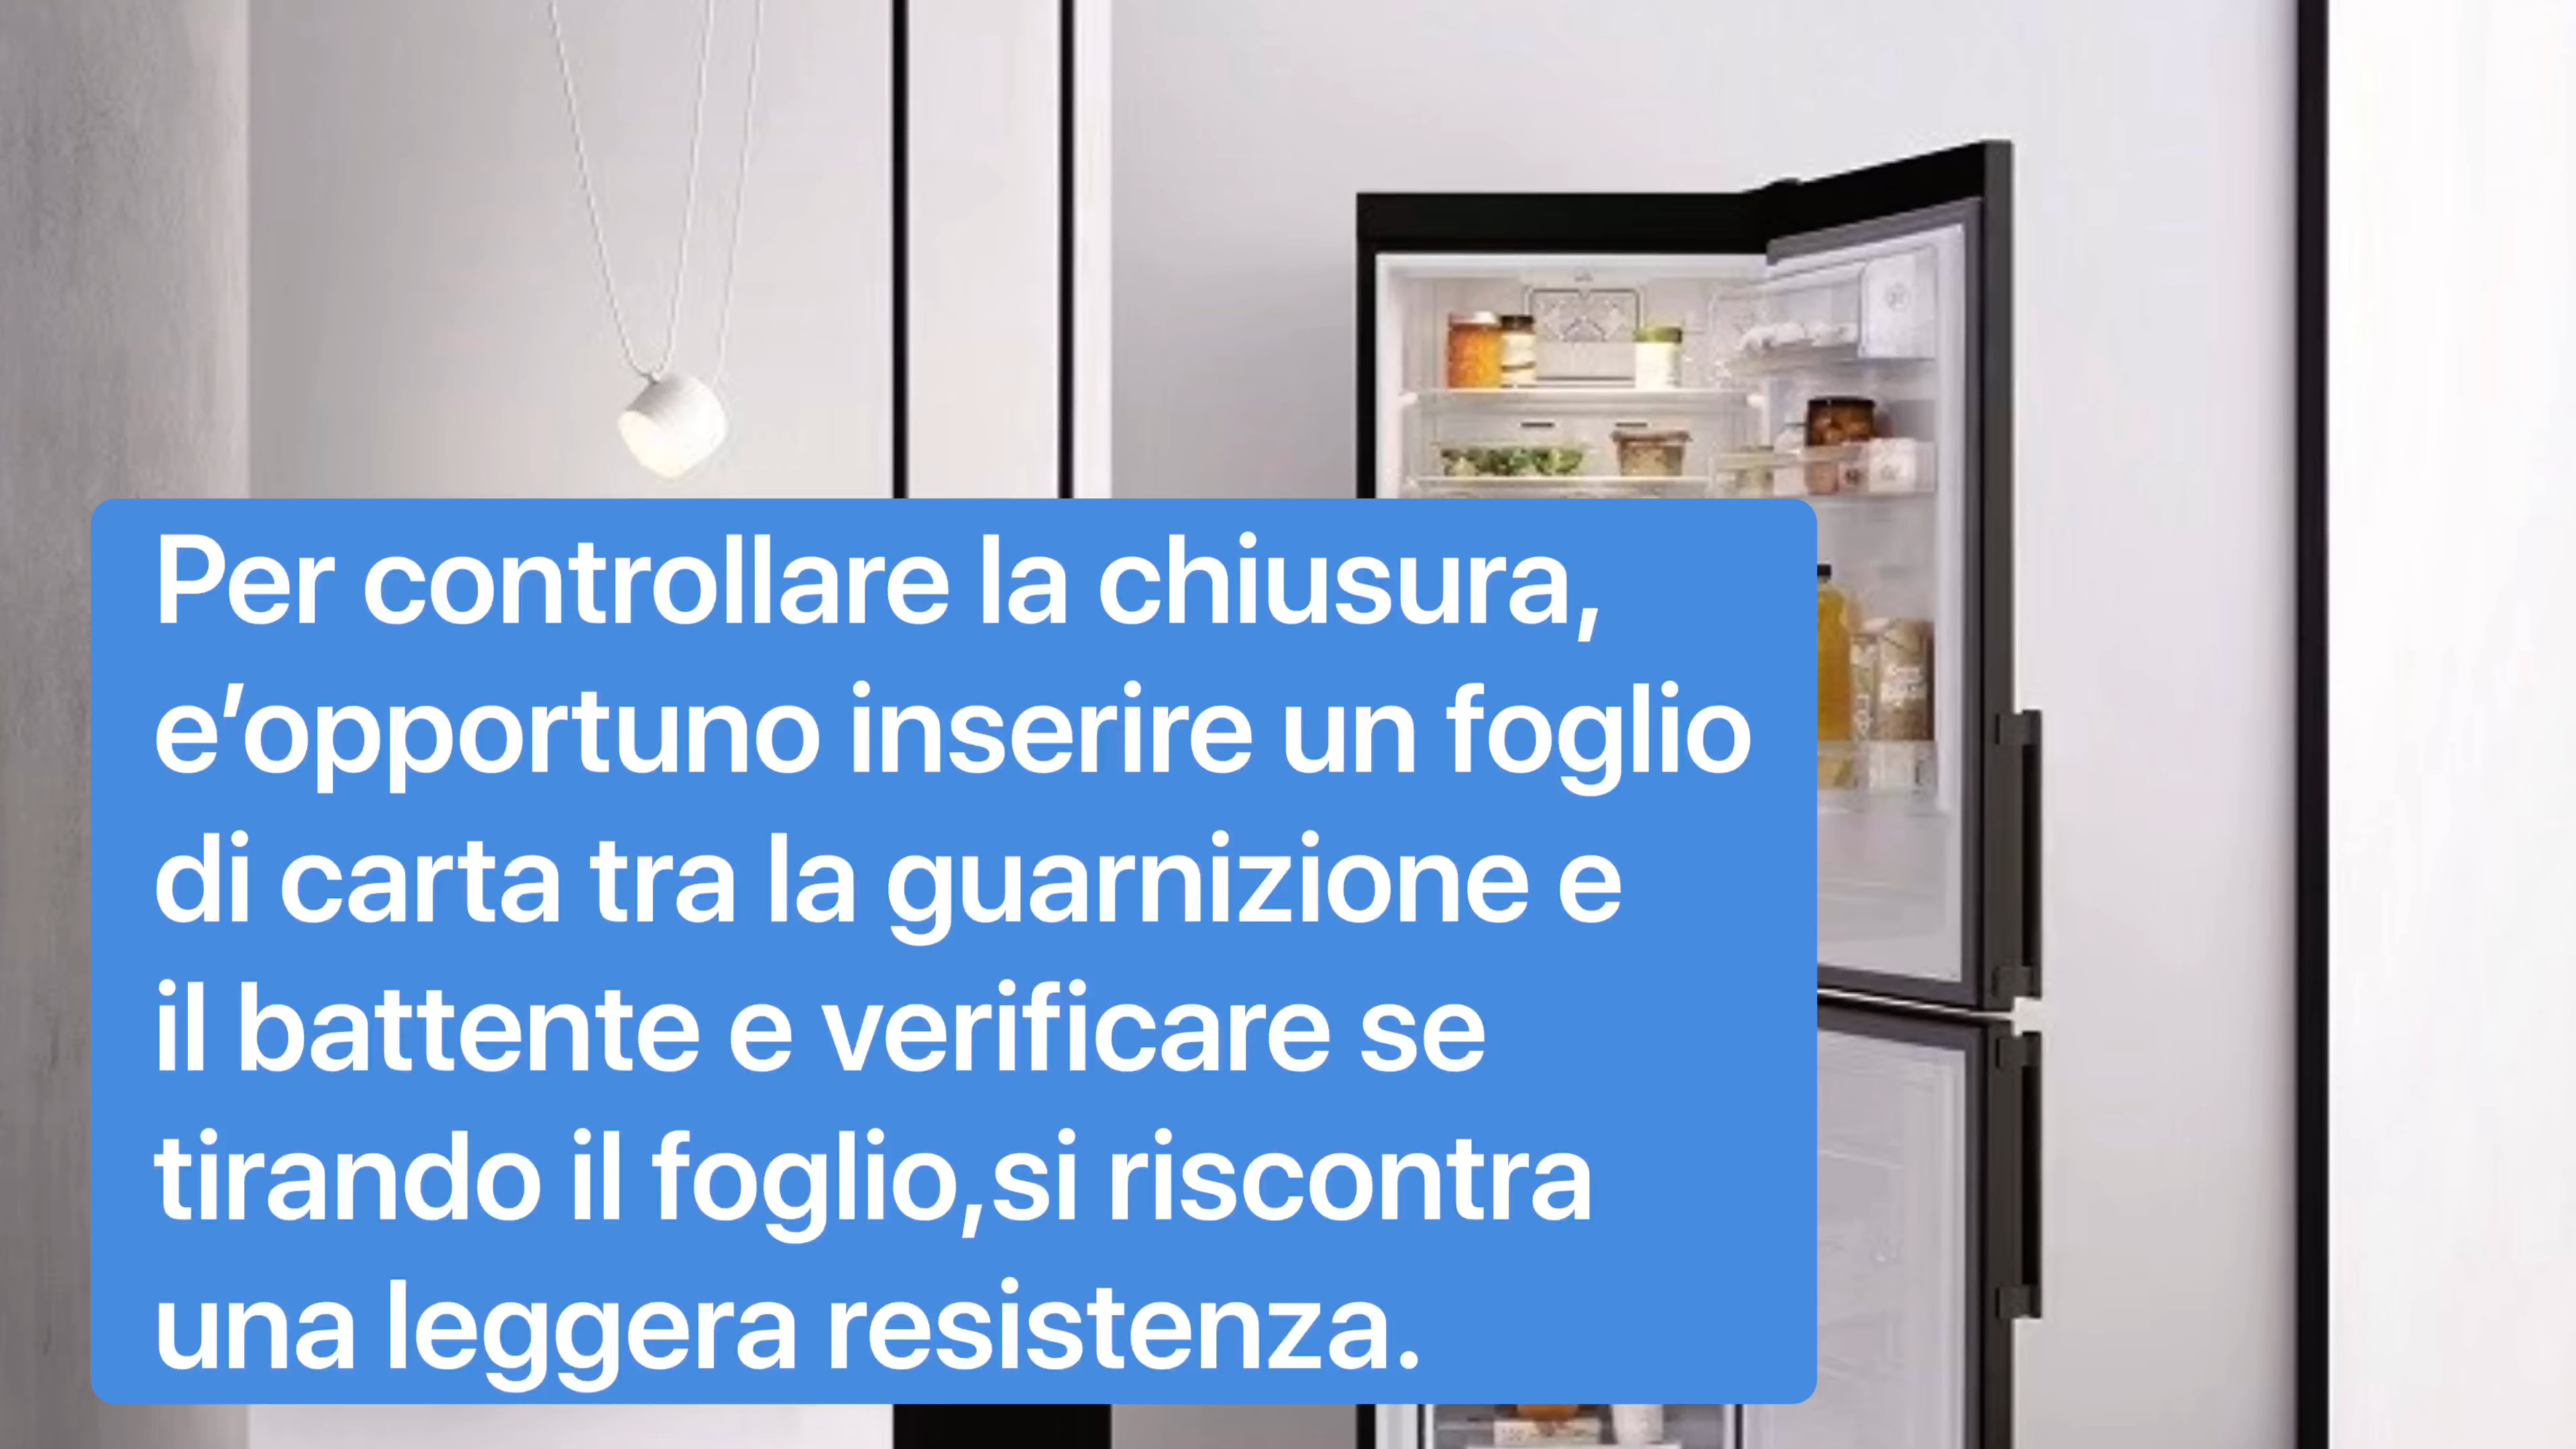 Per controllare la chiusura,
e’opportuno inserire un foglio
di carta tra la guarnizione e
il battente e verificare se
tirando il foglio,si riscontra
una leggera resistenza.